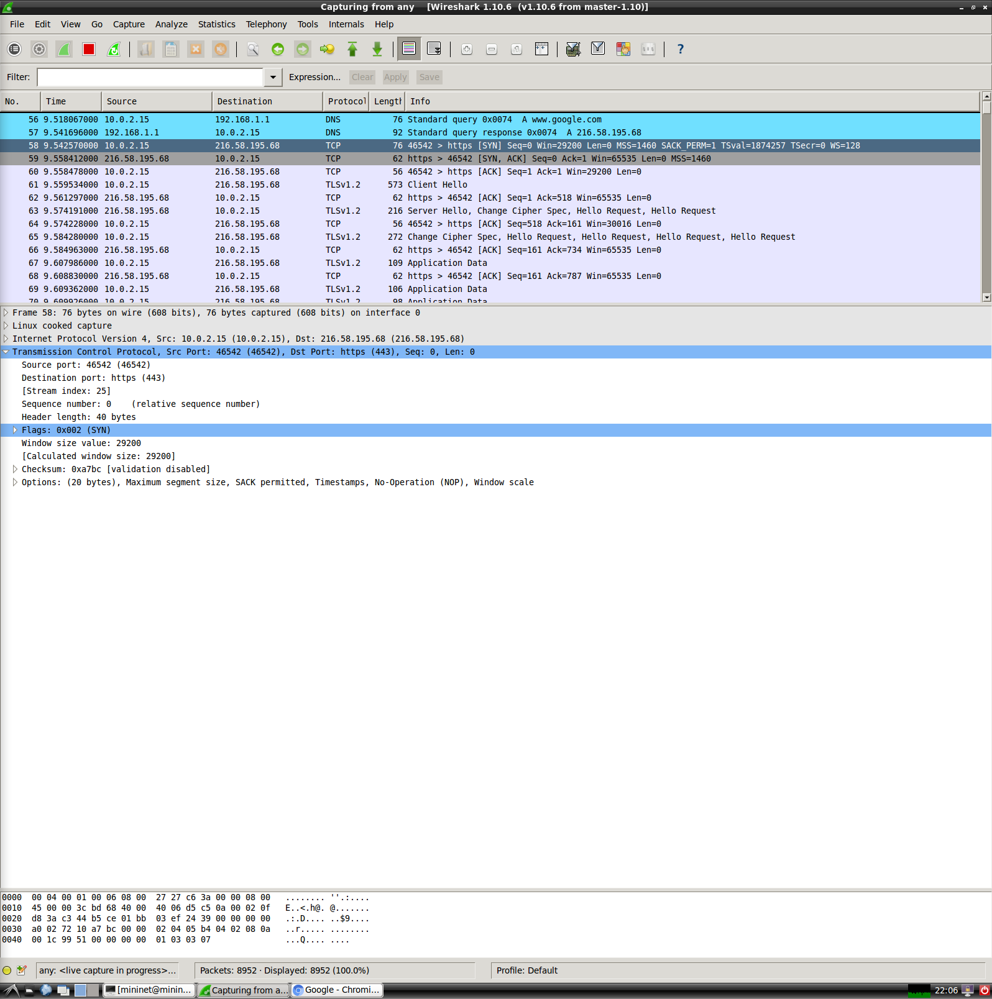 Capturing from any [Wireshark 1.10.6 (v1.10.6 from master-1.10)]
File Edit View Go Capture Analyze Statistics Telephony Tools Internals Help
Filter: Expression... Clear Apply Save
No. Time Source Destination Protocol Length Info
56 9.518067000 10.0.2.15 192.168.1.1 DNS 76 Standard query 0x0074 A www.google.com
57 9.541696000 192.168.1.1 10.0.2.15 DNS 92 Standard query response 0x0074 A 216.58.195.68
58 9.542570000 10.0.2.15 216.58.195.68 TCP 76 46542 > https [SYN] Seq=0 Win=29200 Len=0 MSS=1460 SACK_PERM=1 TSval=1874257 TSecr=0 WS=128
59 9.558412000 216.58.195.68 10.0.2.15 TCP 62 https > 46542 [SYN, ACK] Seq=0 Ack=1 Win=65535 Len=0 MSS=1460
60 9.558478000 10.0.2.15 216.58.195.68 TCP 56 46542 > https [ACK] Seq=1 Ack=1 Win=29200 Len=0
61 9.559534000 10.0.2.15 216.58.195.68 TLSv1.2 573 Client Hello
62 9.561297000 216.58.195.68 10.0.2.15 TCP 62 https > 46542 [ACK] Seq=1 Ack=518 Win=65535 Len=0
63 9.574191000 216.58.195.68 10.0.2.15 TLSv1.2 216 Server Hello, Change Cipher Spec, Hello Request, Hello Request
64 9.574228000 10.0.2.15 216.58.195.68 TCP 56 46542 > https [ACK] Seq=518 Ack=161 Win=30016 Len=0
65 9.584280000 10.0.2.15 216.58.195.68 TLSv1.2 272 Change Cipher Spec, Hello Request, Hello Request, Hello Request, Hello Request
66 9.584963000 216.58.195.68 10.0.2.15 TCP 62 https > 46542 [ACK] Seq=161 Ack=734 Win=65535 Len=0
67 9.607986000 10.0.2.15 216.58.195.68 TLSv1.2 109 Application Data
68 9.608830000 216.58.195.68 10.0.2.15 TCP 62 https > 46542 [ACK] Seq=161 Ack=787 Win=65535 Len=0
69 9.609362000 10.0.2.15 216.58.195.68 TLSv1.2 106 Application Data
70 9.609926000 10.0.2.15 216.58.195.68 TLSv1.2 98 Application Data
Frame 58: 76 bytes on wire (608 bits), 76 bytes captured (608 bits) on interface 0
Linux cooked capture
Internet Protocol Version 4, Src: 10.0.2.15 (10.0.2.15), Dst: 216.58.195.68 (216.58.195.68)
Transmission Control Protocol, Src Port: 46542 (46542), Dst Port: https (443), Seq: 0, Len: 0
Source port: 46542 (46542)
Destination port: https (443)
[Stream index: 25]
Sequence number: 0 (relative sequence number)
Header length: 40 bytes
Flags: 0x002 (SYN)
Window size value: 29200
[Calculated window size: 29200]
Checksum: 0xa7bc [validation disabled]
Options: (20 bytes), Maximum segment size, SACK permitted, Timestamps, No-Operation (NOP), Window scale
0000 00 04 00 01 00 06 08 00 27 27 c6 3a 00 00 08 00 ........ ''.:....
0010 45 00 00 3c bd 68 40 00 40 06 d5 c5 0a 00 02 0f E..<.h@. @.......
0020 d8 3a c3 44 b5 ce 01 bb 03 ef 24 39 00 00 00 00 .:.D.... ..$9....
0030 a0 02 72 10 a7 bc 00 00 02 04 05 b4 04 02 08 0a ..r..... ........
0040 00 1c 99 51 00 00 00 00 01 03 03 07 ...Q.... ....
any: <live capture in progress>... Packets: 8952 · Displayed: 8952 (100.0%) Profile: Default
[mininet@minin... Capturing from a... Google - Chromi... 22:06